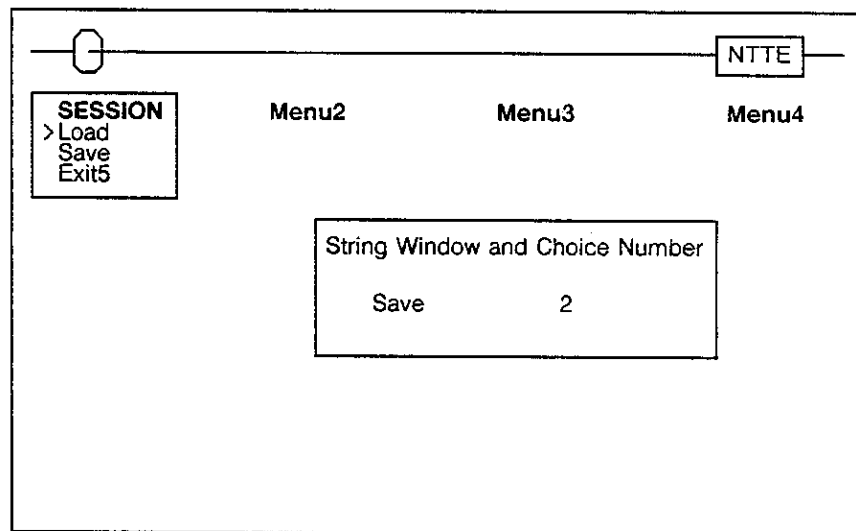 NTTE
SESSION Menu2 Menu3 Menu4
>Load
Save
Exit5
String Window and Choice Number
Save 2